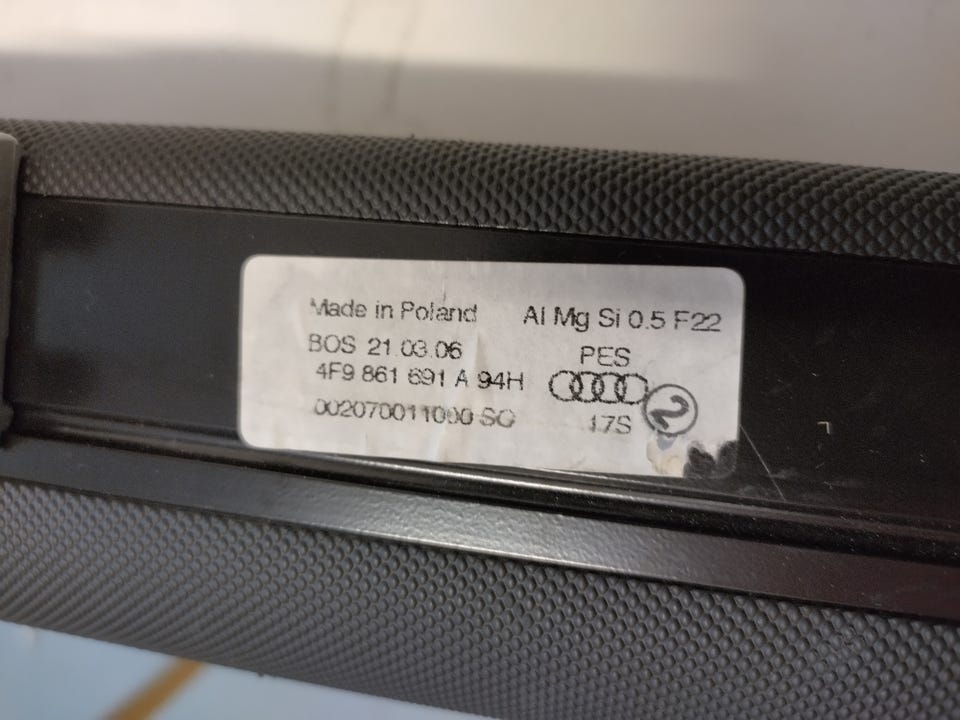 Made in Poland Al Mg Si 0.5 F22
BOS 21.03.06 PES
4F9 861 691 A 94H
002070011000 SG 17S
2